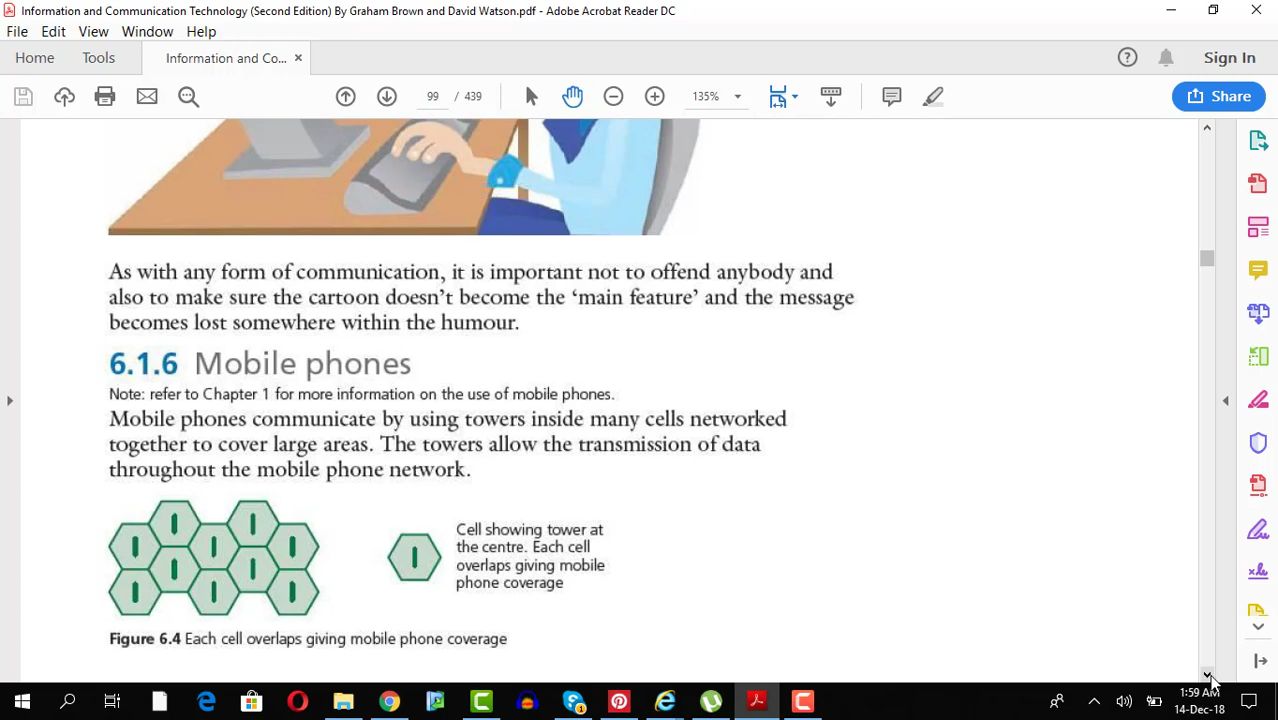 Information and Communication Technology (Second Edition) By Graham Brown and David Watson.pdf - Adobe Acrobat Reader DC
File Edit View Window Help
Home Tools Information and Co... × Sign In
99 / 439 135% Share
As with any form of communication, it is important not to offend anybody and
also to make sure the cartoon doesn’t become the ‘main feature’ and the message
becomes lost somewhere within the humour.
6.1.6 Mobile phones
Note: refer to Chapter 1 for more information on the use of mobile phones.
Mobile phones communicate by using towers inside many cells networked
together to cover large areas. The towers allow the transmission of data
throughout the mobile phone network.
Cell showing tower at
the centre. Each cell
overlaps giving mobile
phone coverage
Figure 6.4 Each cell overlaps giving mobile phone coverage
1:59 AM
14-Dec-18